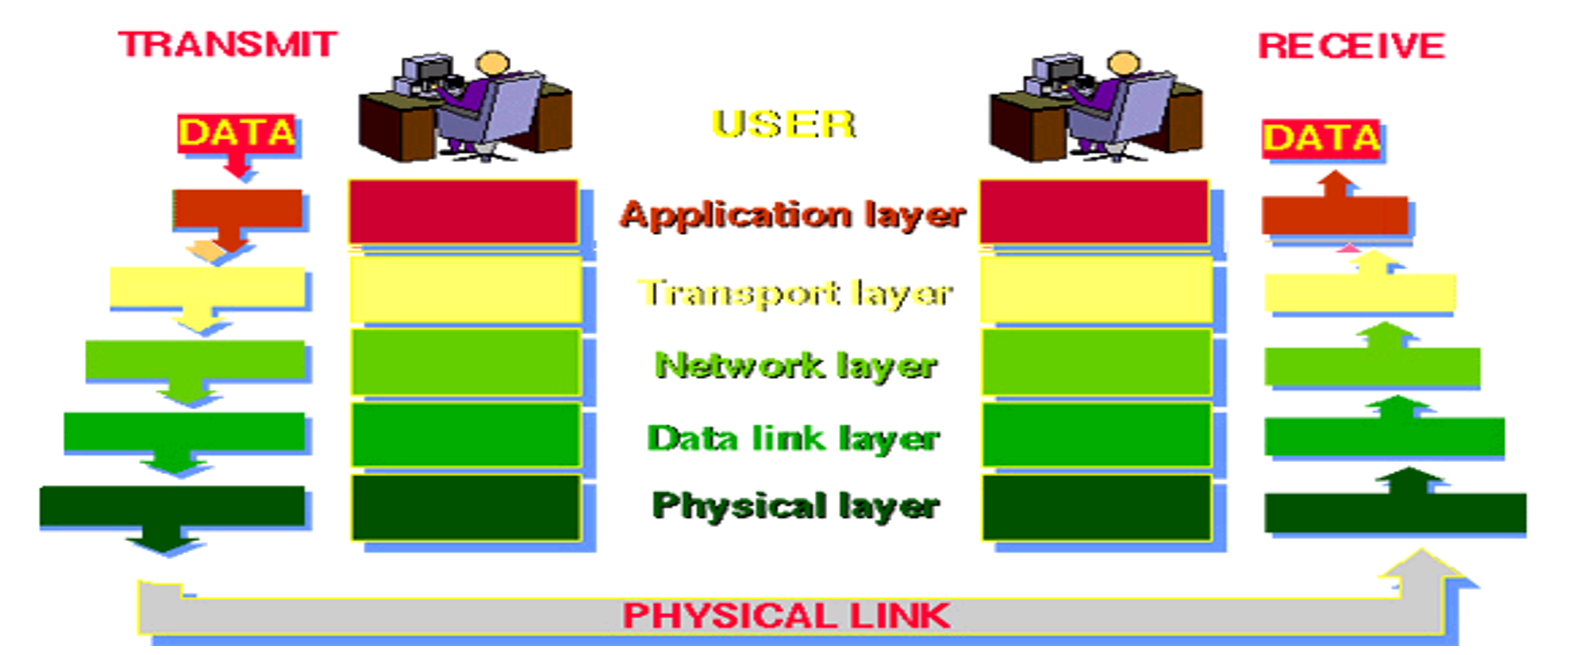 TRANSMIT
RECEIVE
DATA
USER
DATA
Application layer
Transport layer
Network layer
Data link layer
Physical layer
PHYSICAL LINK